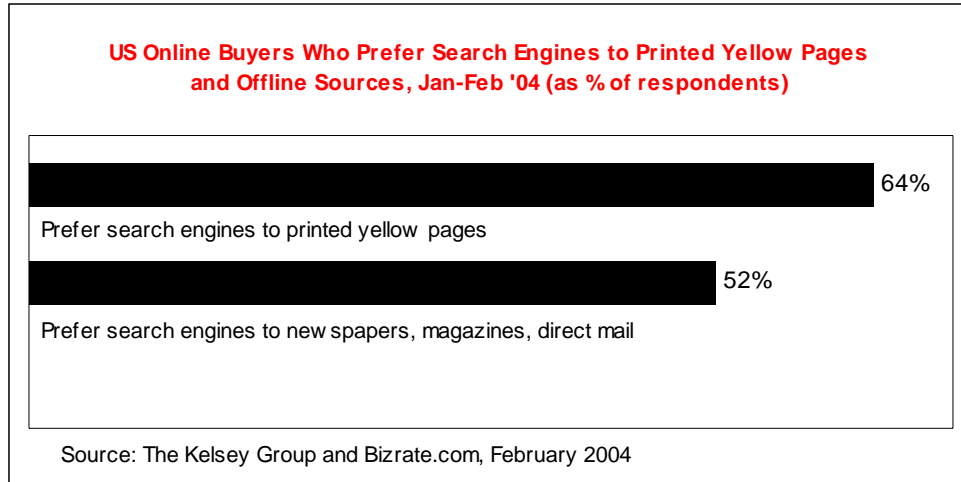 US Online Buyers Who Prefer Search Engines to Printed Yellow Pages
and Offline Sources, Jan-Feb '04 (as % of respondents)
64%
Prefer search engines to printed yellow pages
52%
Prefer search engines to new spapers, magazines, direct mail
Source: The Kelsey Group and Bizrate.com, February 2004